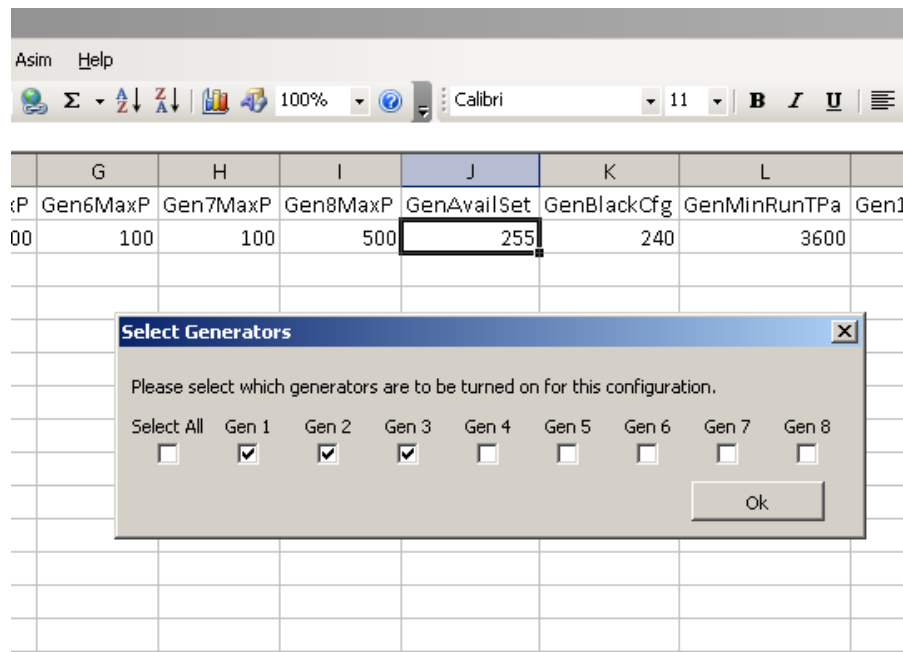 Asim Help
Σ A Z Z A 100% Calibri 11 B I U
G H I J K L
xP Gen6MaxP Gen7MaxP Gen8MaxP GenAvailSet GenBlackCfg GenMinRunTPa Gen1
00 100 100 500 255 240 3600
Select Generators
Please select which generators are to be turned on for this configuration.
Select All Gen 1 Gen 2 Gen 3 Gen 4 Gen 5 Gen 6 Gen 7 Gen 8
Ok